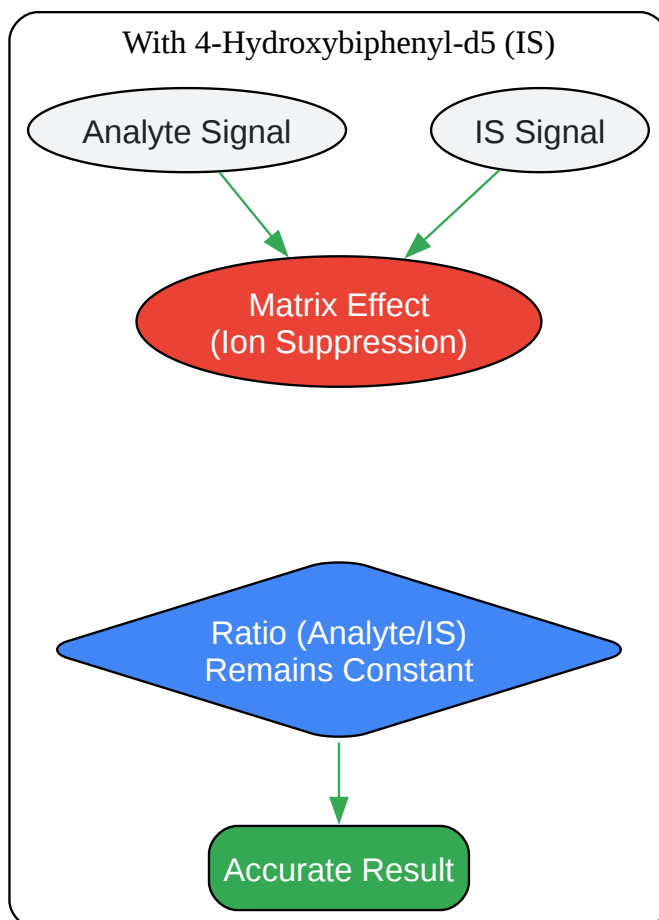 With 4-Hydroxybiphenyl-d5 (IS)
Analyte Signal
IS Signal
Matrix Effect
(Ion Suppression)
Ratio (Analyte/IS)
Remains Constant
Accurate Result